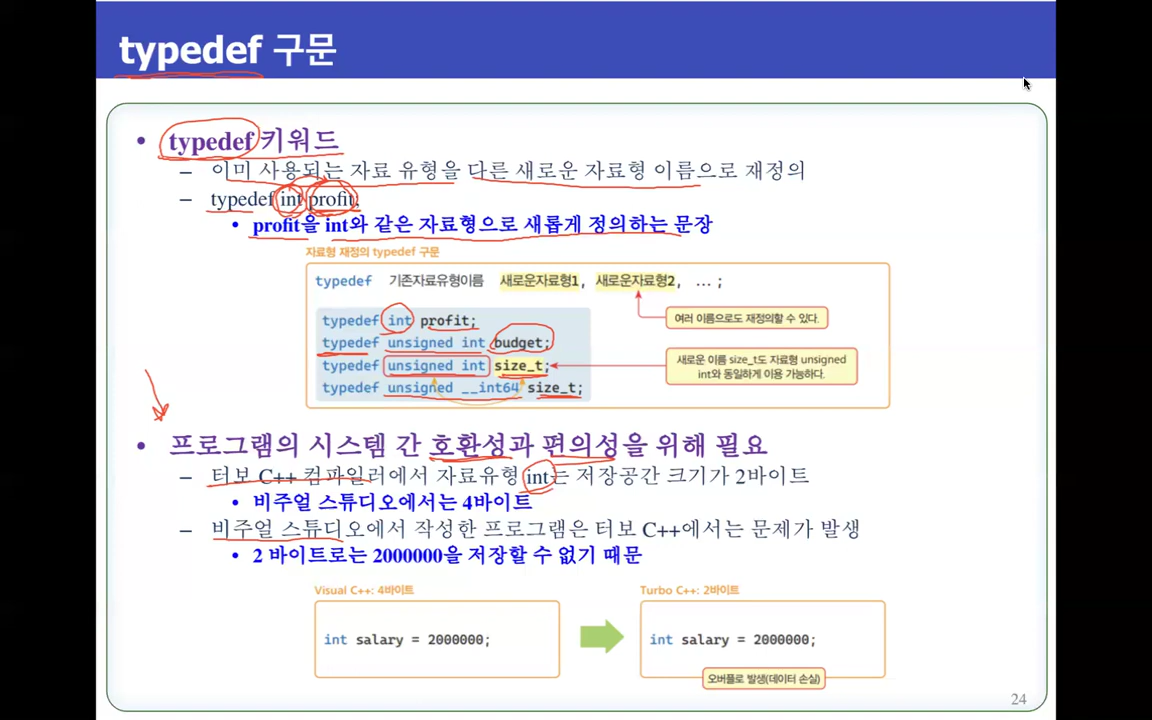 typedef 구문
• typedef 키워드
– 이미 사용되는 자료 유형을 다른 새로운 자료형 이름으로 재정의
– typedef int profit;
• profit을 int와 같은 자료형으로 새롭게 정의하는 문장
자료형 재정의 typedef 구문
typedef 기존자료유형이름 새로운자료형1, 새로운자료형2, ... ;
typedef int profit;
여러 이름으로도 재정의할 수 있다.
typedef unsigned int budget;
typedef unsigned int size_t;
새로운 이름 size_t도 자료형 unsigned
int와 동일하게 이용 가능하다.
typedef unsigned __int64 size_t;
• 프로그램의 시스템 간 호환성과 편의성을 위해 필요
– 터보 C++ 컴파일러에서 자료유형 int는 저장공간 크기가 2바이트
• 비주얼 스튜디오에서는 4바이트
– 비주얼 스튜디오에서 작성한 프로그램은 터보 C++에서는 문제가 발생
• 2 바이트로는 2000000을 저장할 수 없기 때문
Visual C++: 4바이트 Turbo C++: 2바이트
int salary = 2000000; int salary = 2000000;
오버플로 발생(데이터 손실)
24